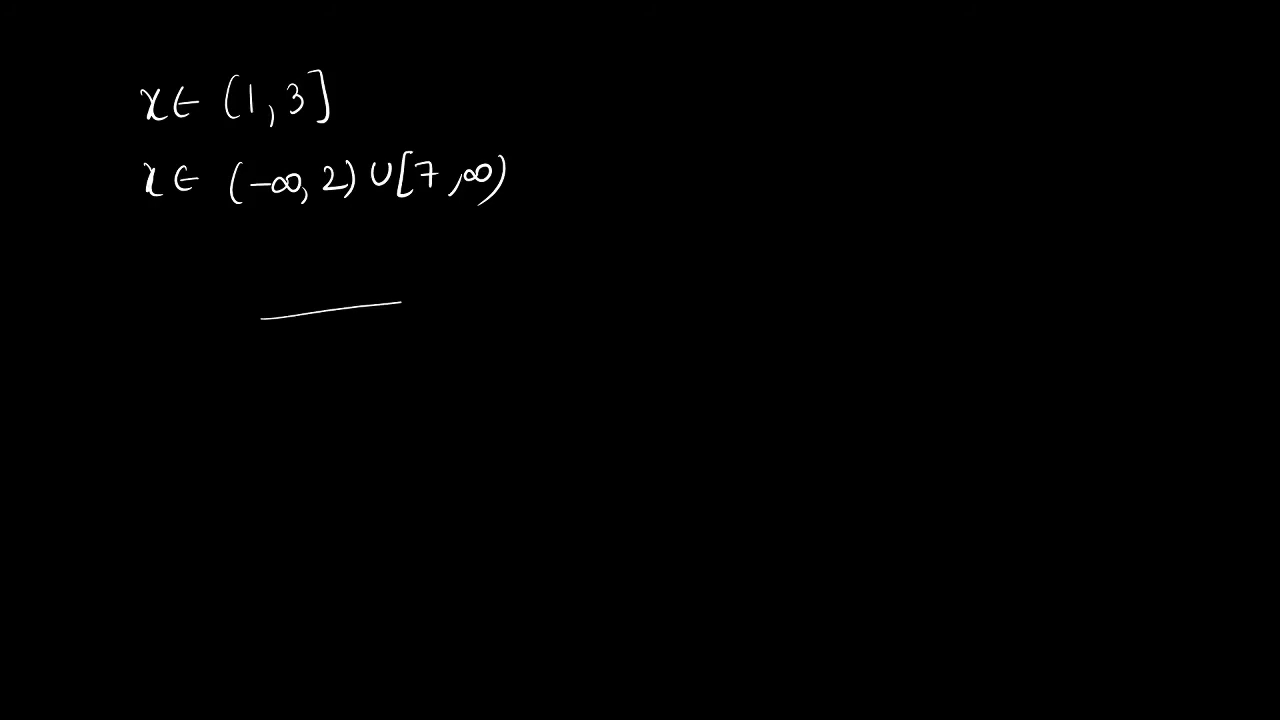 x ∈ (1, 3]
x ∈ (-∞, 2) ∪ [7, ∞)